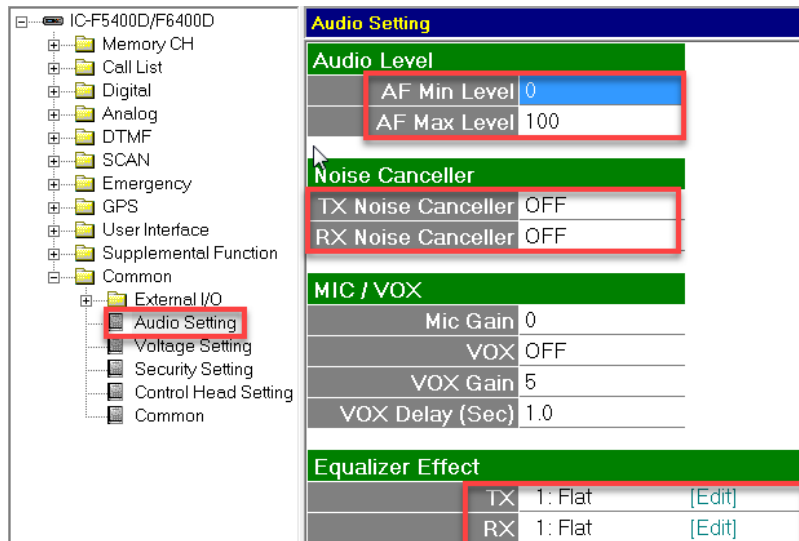 IC-F5400D/F6400D
Memory CH
Call List
Digital
Analog
DTMF
SCAN
Emergency
GPS
User Interface
Supplemental Function
Common
External I/O
Audio Setting
Voltage Setting
Security Setting
Control Head Setting
Common
Audio Setting
Audio Level
AF Min Level 0
AF Max Level 100
Noise Canceller
TX Noise Canceller OFF
RX Noise Canceller OFF
MIC / VOX
Mic Gain 0
VOX OFF
VOX Gain 5
VOX Delay (Sec) 1.0
Equalizer Effect
TX 1: Flat [Edit]
RX 1: Flat [Edit]